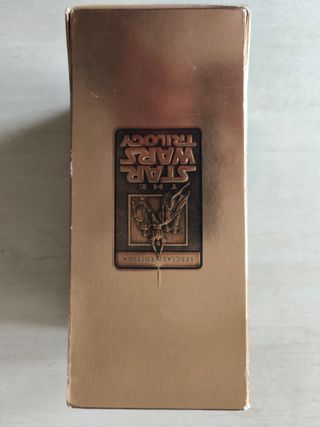 THE
STAR
WARS
TRILOGY
SPECIAL EDITION